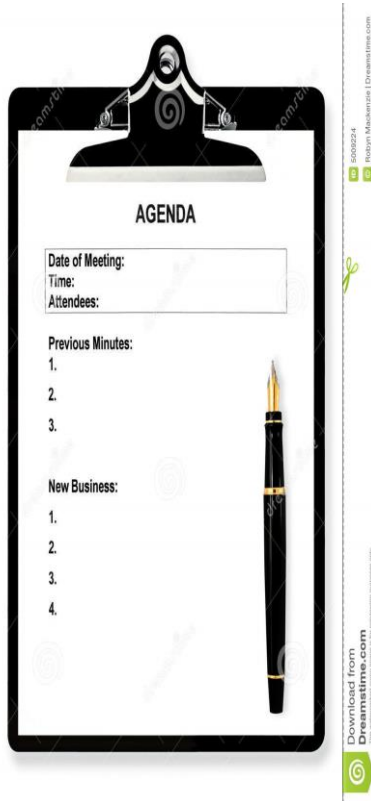 AGENDA
Date of Meeting:
Time:
Attendees:
Previous Minutes:
1.
2.
3.
New Business:
1.
2.
3.
4.
ID 5009224
© Robyn Mackenzie | Dreamstime.com
Download from
Dreamstime.com